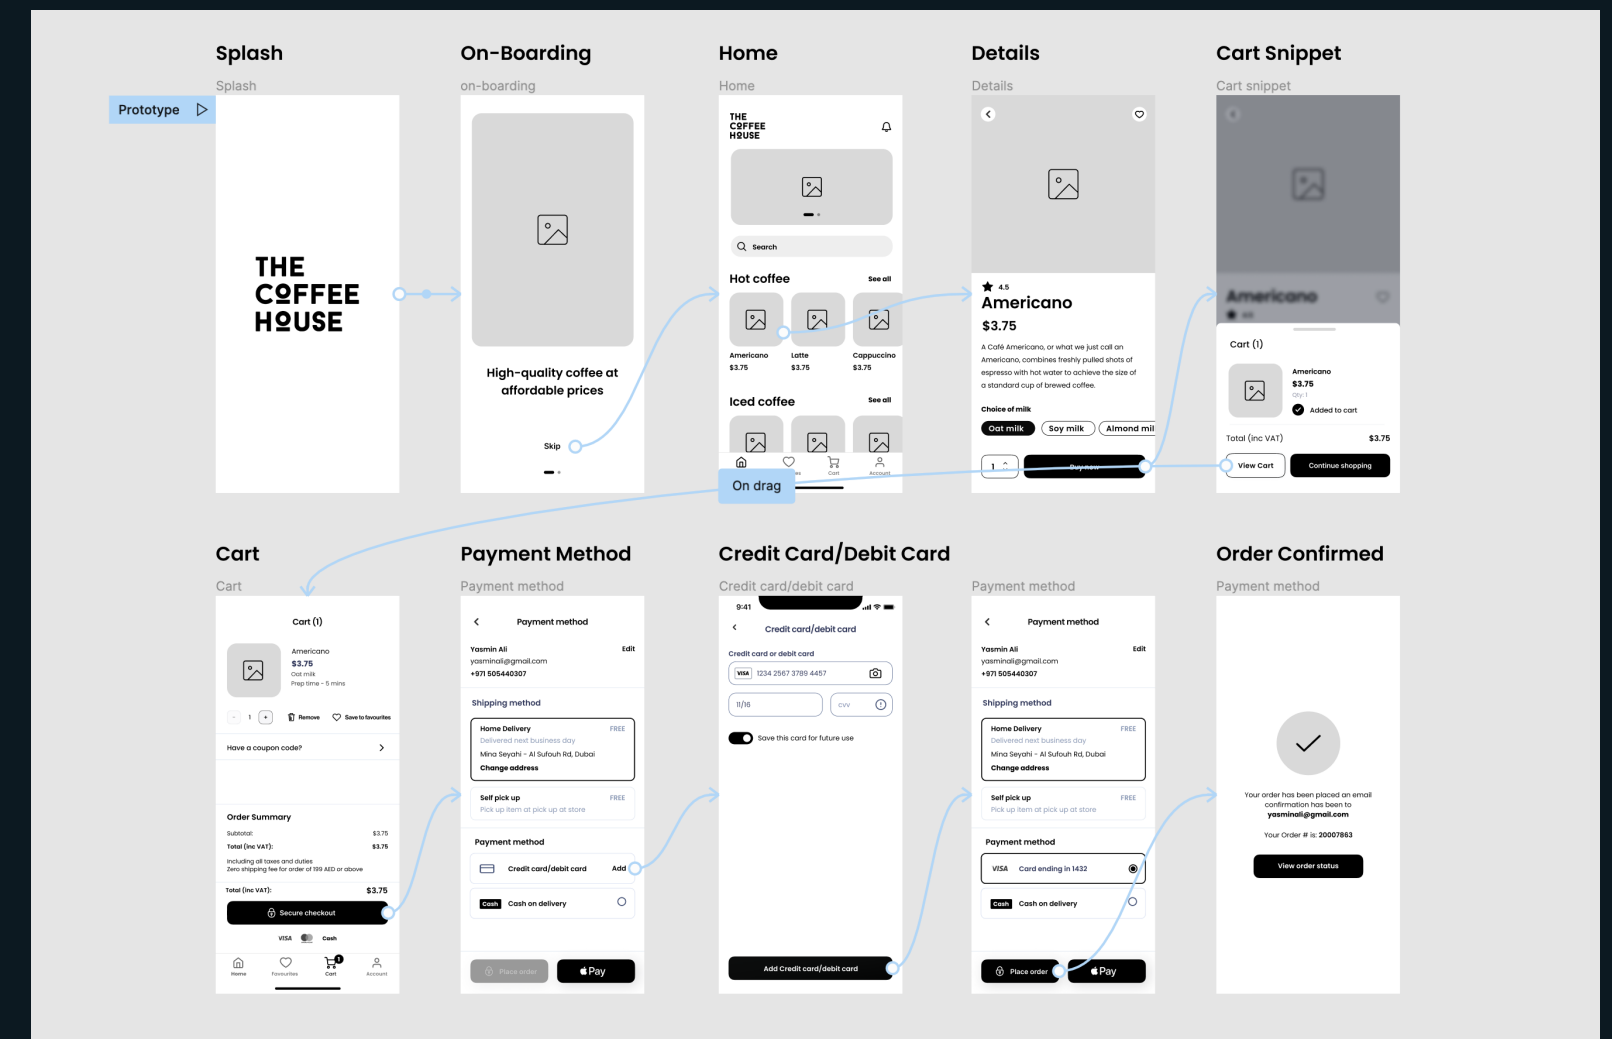 Splash
On-Boarding
Home
Details
Cart Snippet
Splash
on-boarding
Home
Details
Cart snippet
Prototype
THE
COFFEE
HOUSE
High-quality coffee at
affordable prices
Skip
THE
COFFEE
HOUSE
Search
Hot coffee
See all
Americano
Latte
Cappuccino
$3.75
$3.75
$3.75
Iced coffee
See all
Cart
Account
On drag
4.5
Americano
$3.75
A Café Americano, or what we just call an
Americano, combines freshly pulled shots of
espresso with hot water to achieve the size of
a standard cup of brewed coffee.
Choice of milk
Oat milk
Soy milk
Almond mil
1
Buy now
Americano
4.5
Cart (1)
Americano
$3.75
Qty: 1
Added to cart
Total (inc VAT)
$3.75
View Cart
Continue shopping
Cart
Payment Method
Credit Card/Debit Card
Order Confirmed
Cart
Payment method
Credit card/debit card
Payment method
Payment method
Cart (1)
Americano
$3.75
Oat milk
Prep time - 5 mins
- 1 +
Remove
Save to favourites
Have a coupon code?
Order Summary
Subtotal:
$3.75
Total (inc VAT):
$3.75
Including all taxes and duties
Zero shipping fee for order of 199 AED or above
Total (inc VAT):
$3.75
Secure checkout
VISA
Cash
1
Home
Favourites
Cart
Account
Payment method
Yasmin Ali
Edit
yasminali@gmail.com
+971 505440307
Shipping method
Home Delivery
FREE
Delivered next business day
Mina Seyahi - Al Sufouh Rd, Dubai
Change address
Self pick up
FREE
Pick up item at pick up at store
Payment method
Credit card/debit card
Add
Cash
Cash on delivery
Place order
Pay
9:41
Credit card/debit card
Credit card or debit card
VISA
1234 2567 3789 4457
11/16
cvv
Save this card for future use
Add Credit card/debit card
Payment method
Yasmin Ali
Edit
yasminali@gmail.com
+971 505440307
Shipping method
Home Delivery
FREE
Delivered next business day
Mina Seyahi - Al Sufouh Rd, Dubai
Change address
Self pick up
FREE
Pick up item at pick up at store
Payment method
VISA
Card ending in 1432
Cash
Cash on delivery
Place order
Pay
Your order has been placed an email
confirmation has been to
yasminali@gmail.com
Your Order # is: 20007863
View order status